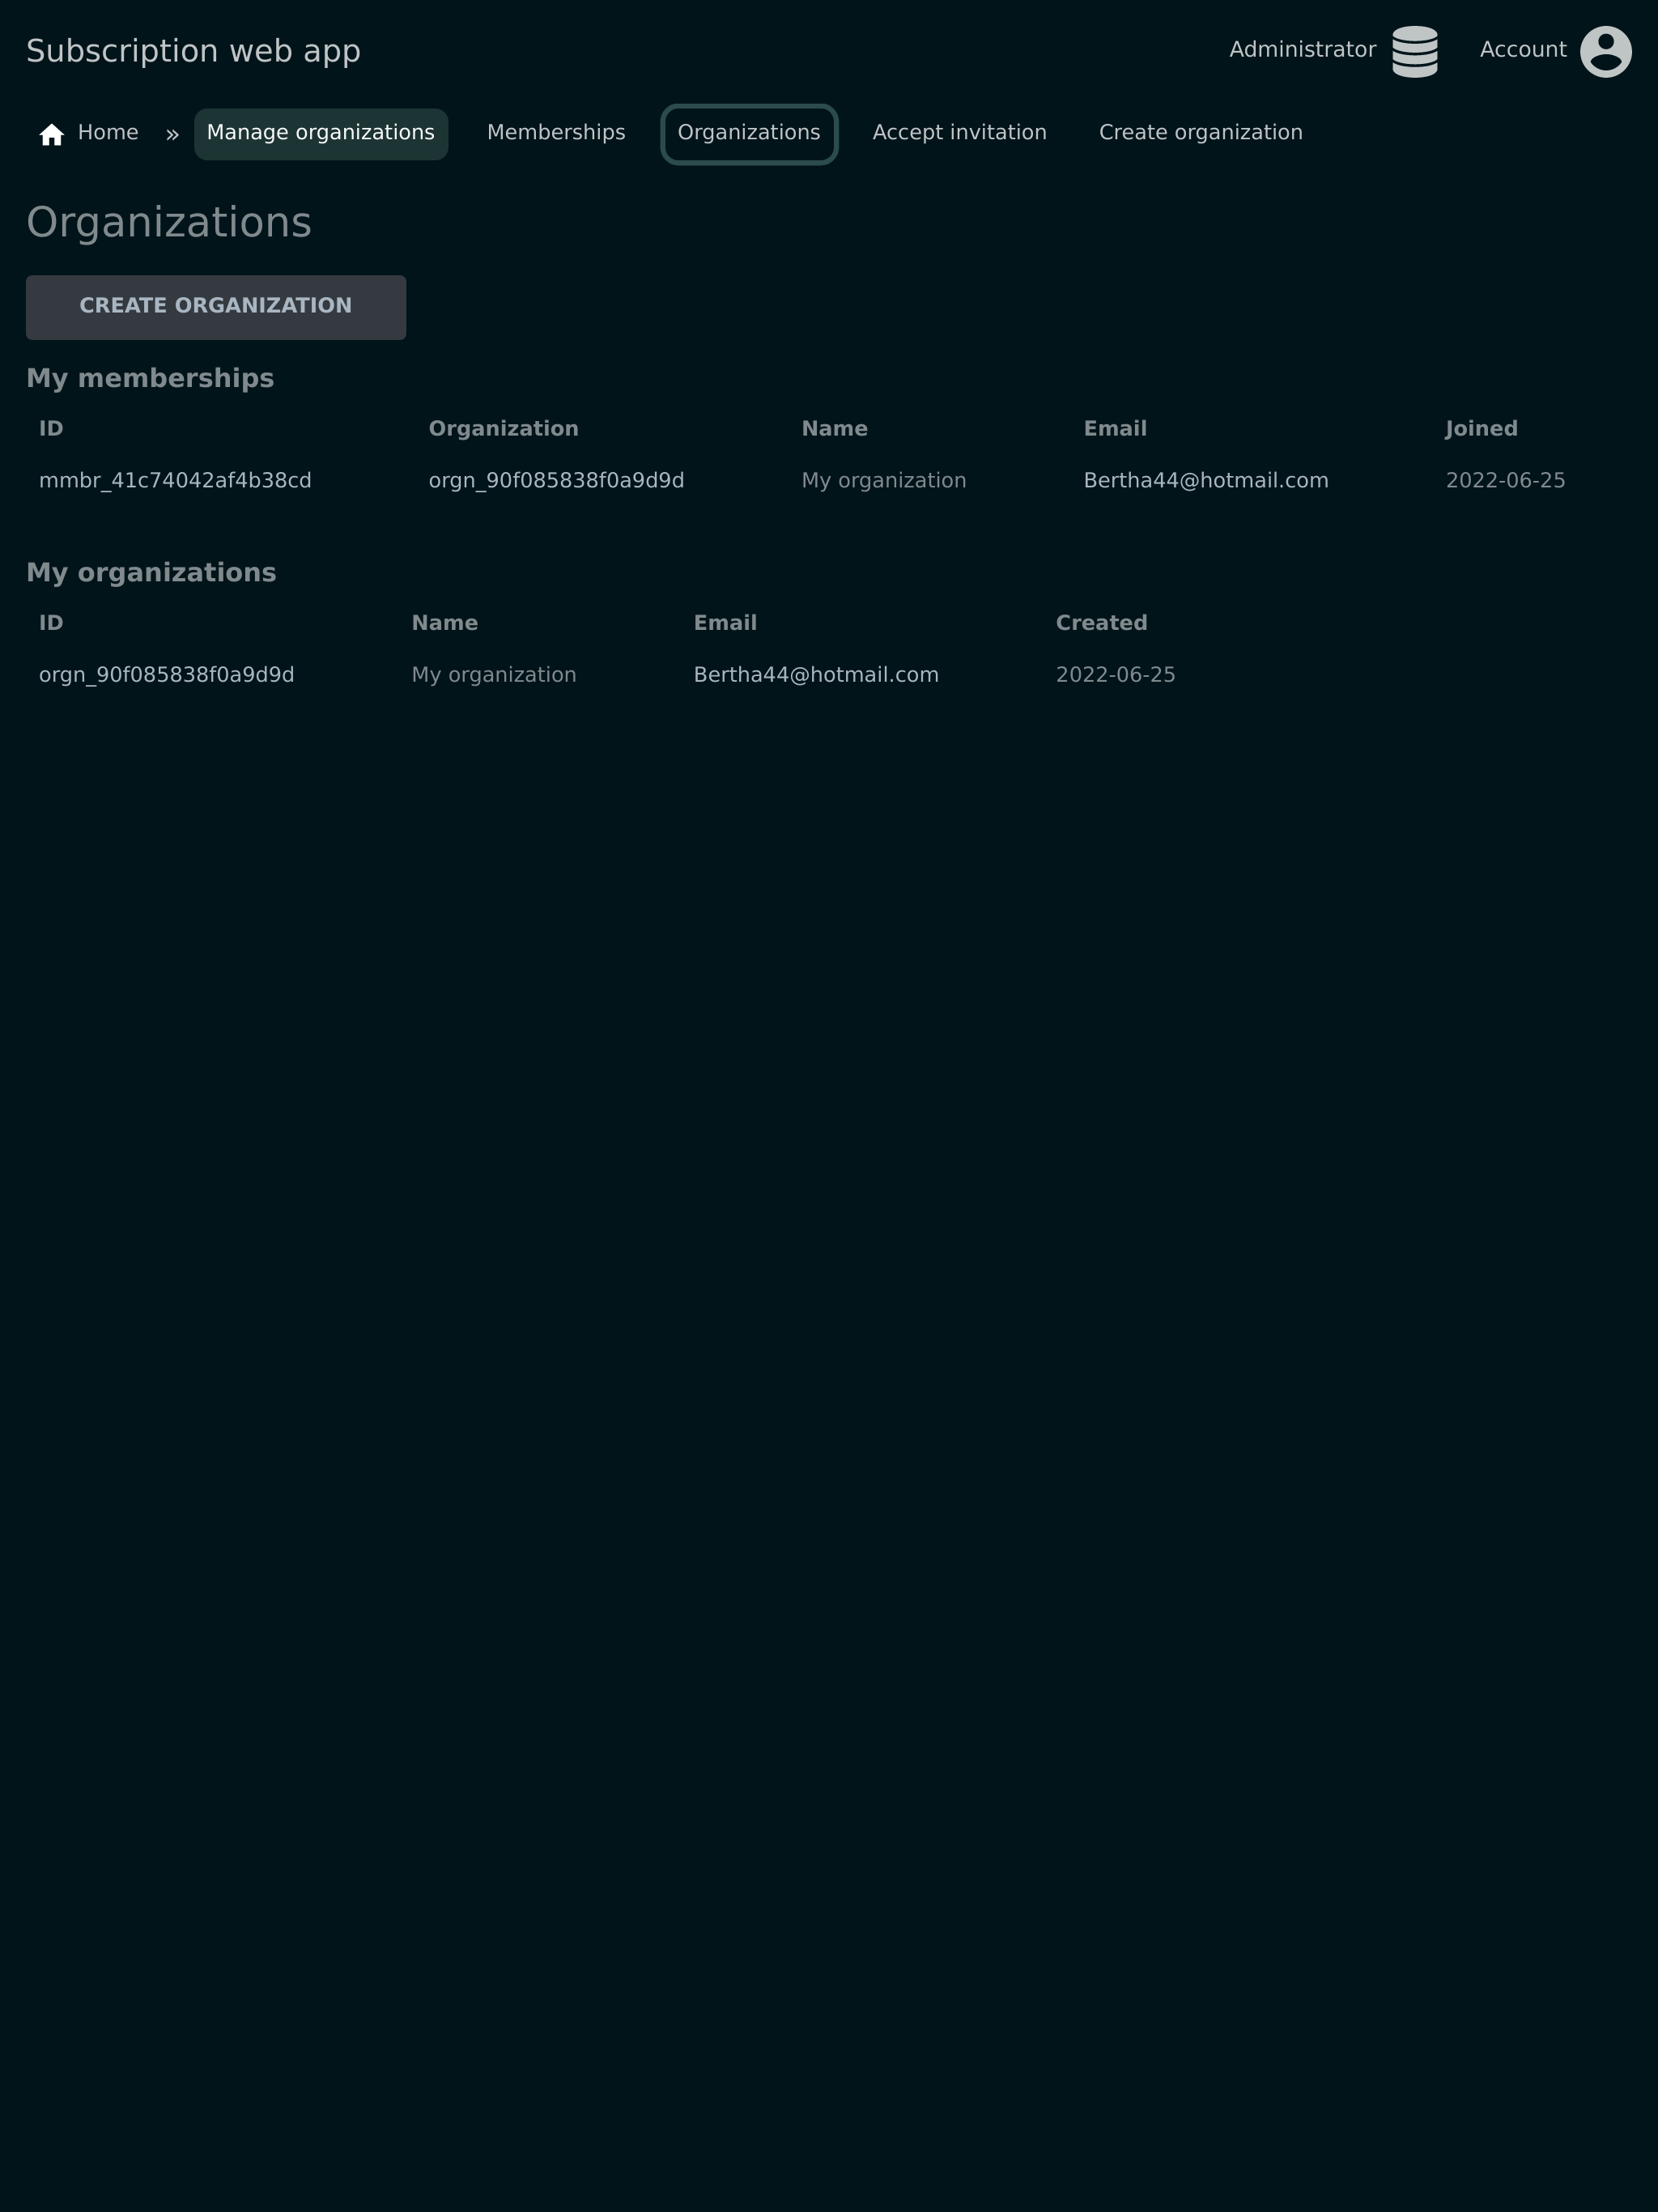 Subscription web app Administrator Account
Home » Manage organizations Memberships Organizations Accept invitation Create organization
Organizations
CREATE ORGANIZATION
My memberships
ID Organization Name Email Joined
mmbr_41c74042af4b38cd orgn_90f085838f0a9d9d My organization Bertha44@hotmail.com 2022-06-25
My organizations
ID Name Email Created
orgn_90f085838f0a9d9d My organization Bertha44@hotmail.com 2022-06-25